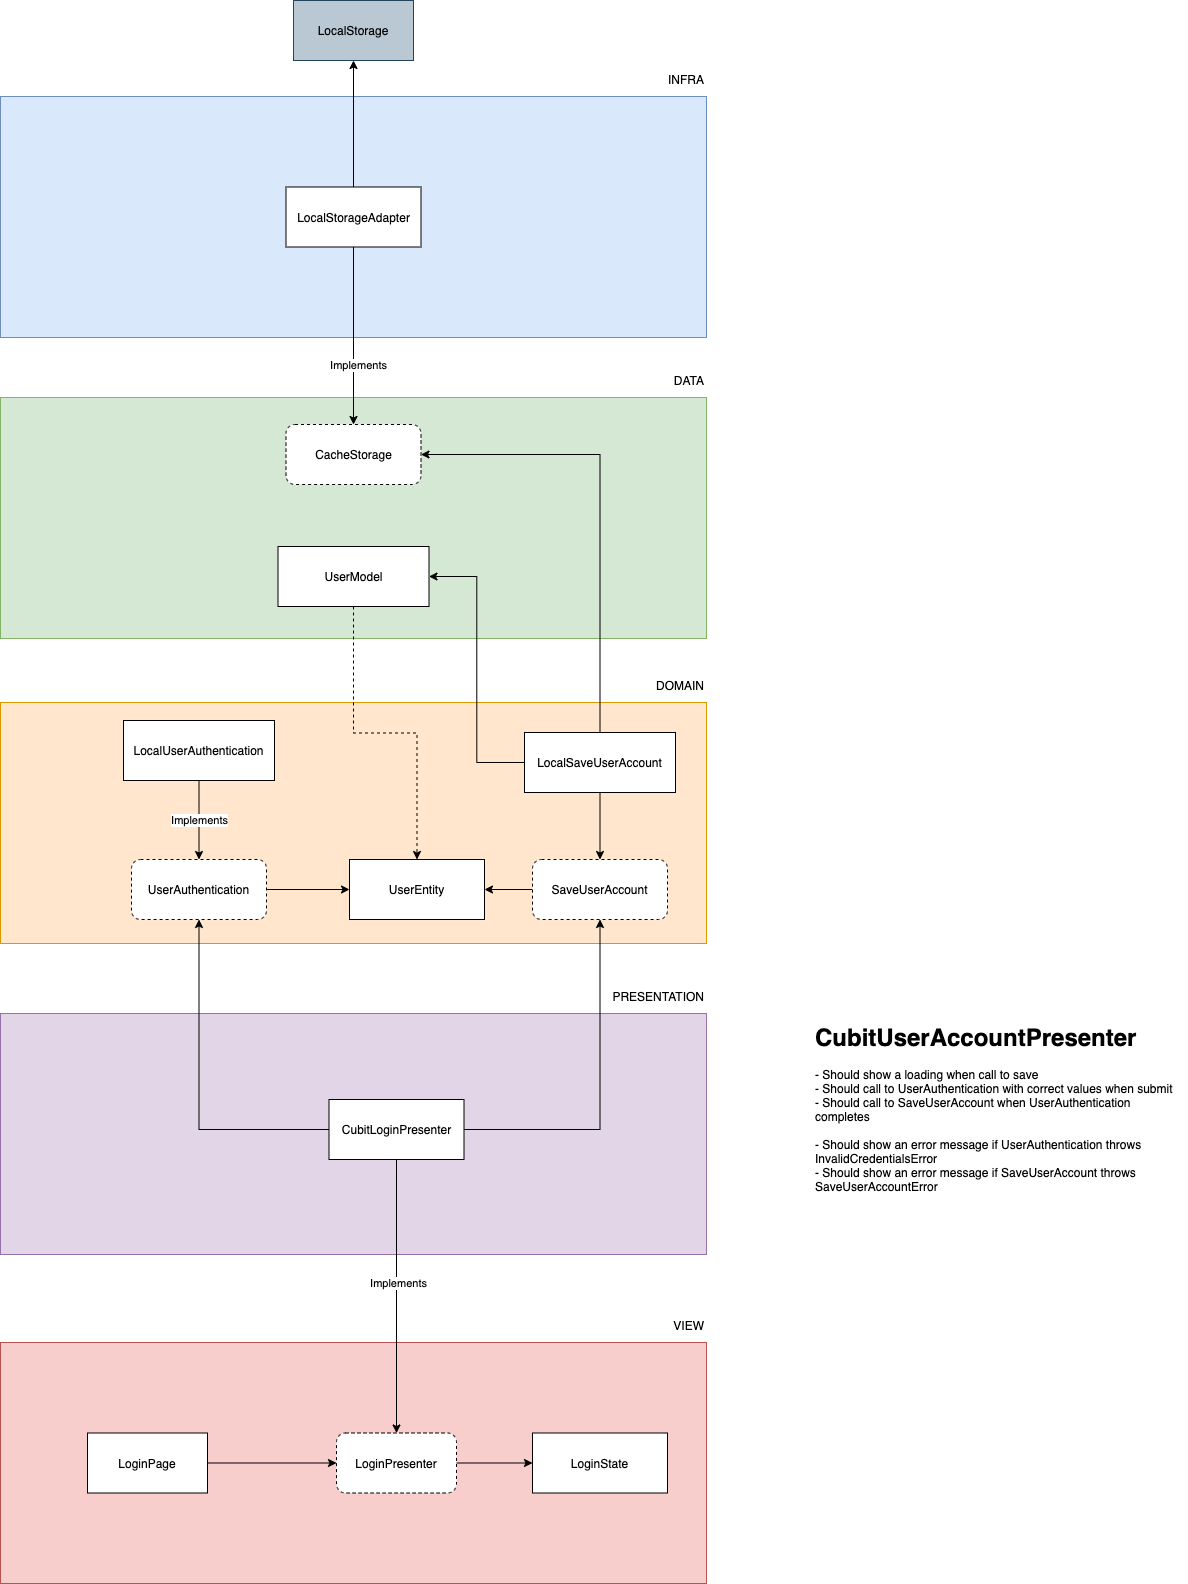 LocalStorage
INFRA
LocalStorageAdapter
Implements
DATA
CacheStorage
UserModel
DOMAIN
LocalUserAuthentication
LocalSaveUserAccount
Implements
UserAuthentication
UserEntity
SaveUserAccount
PRESENTATION
CubitLoginPresenter
Implements
CubitUserAccountPresenter
- Should show a loading when call to save
- Should call to UserAuthentication with correct values when submit
- Should call to SaveUserAccount when UserAuthentication
completes
- Should show an error message if UserAuthentication throws
InvalidCredentialsError
- Should show an error message if SaveUserAccount throws
SaveUserAccountError
VIEW
LoginPage
LoginPresenter
LoginState